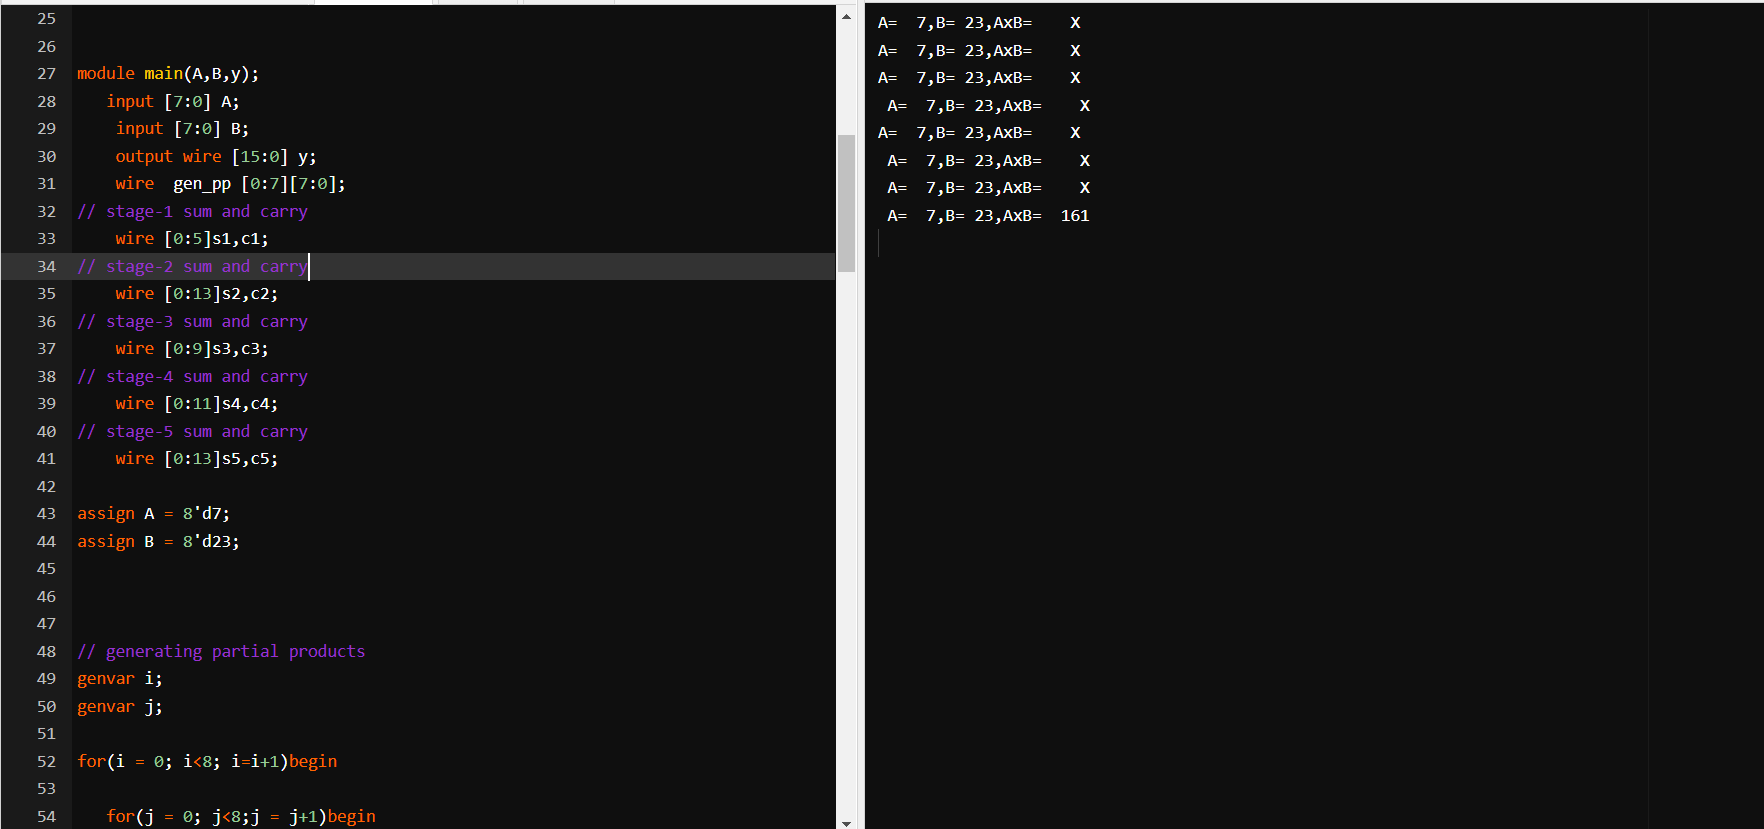 25
26
27 module main(A,B,y);
28 input [7:0] A;
29 input [7:0] B;
30 output wire [15:0] y;
31 wire  gen_pp [0:7][7:0];
32 // stage-1 sum and carry
33 wire [0:5]s1,c1;
34 // stage-2 sum and carry
35 wire [0:13]s2,c2;
36 // stage-3 sum and carry
37 wire [0:9]s3,c3;
38 // stage-4 sum and carry
39 wire [0:11]s4,c4;
40 // stage-5 sum and carry
41 wire [0:13]s5,c5;
42
43 assign A = 8'd7;
44 assign B = 8'd23;
45
46
47
48 // generating partial products
49 genvar i;
50 genvar j;
51
52 for(i = 0; i<8; i=i+1)begin
53
54 for(j = 0; j<8;j = j+1)begin
A=  7,B= 23,AxB=    X
A=  7,B= 23,AxB=    X
A=  7,B= 23,AxB=    X
A=  7,B= 23,AxB=    X
A=  7,B= 23,AxB=    X
A=  7,B= 23,AxB=    X
A=  7,B= 23,AxB=    X
A=  7,B= 23,AxB=  161